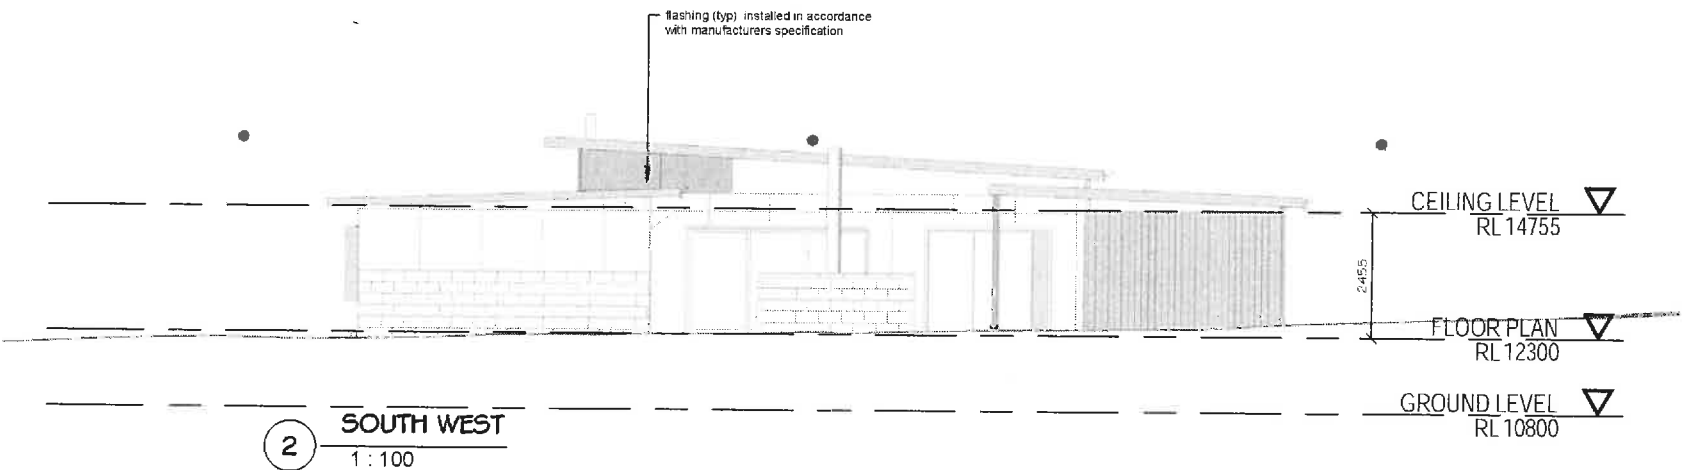 flashing (typ) installed in accordance
with manufacturers specification
CEILING LEVEL
RL 14755
2455
FLOOR PLAN
RL 12300
GROUND LEVEL
RL 10800
2
SOUTH WEST
1 : 100